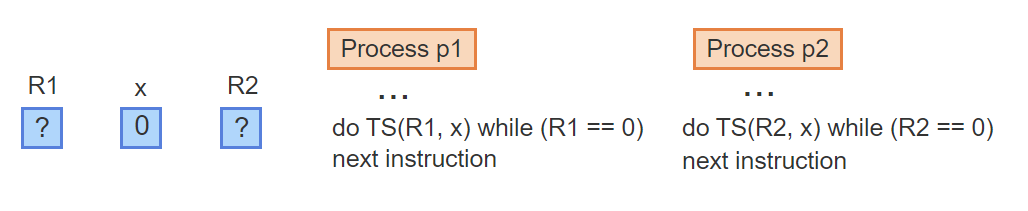 R1 x R2
? 0 ?
Process p1
...
do TS(R1, x) while (R1 == 0)
next instruction
Process p2
...
do TS(R2, x) while (R2 == 0)
next instruction